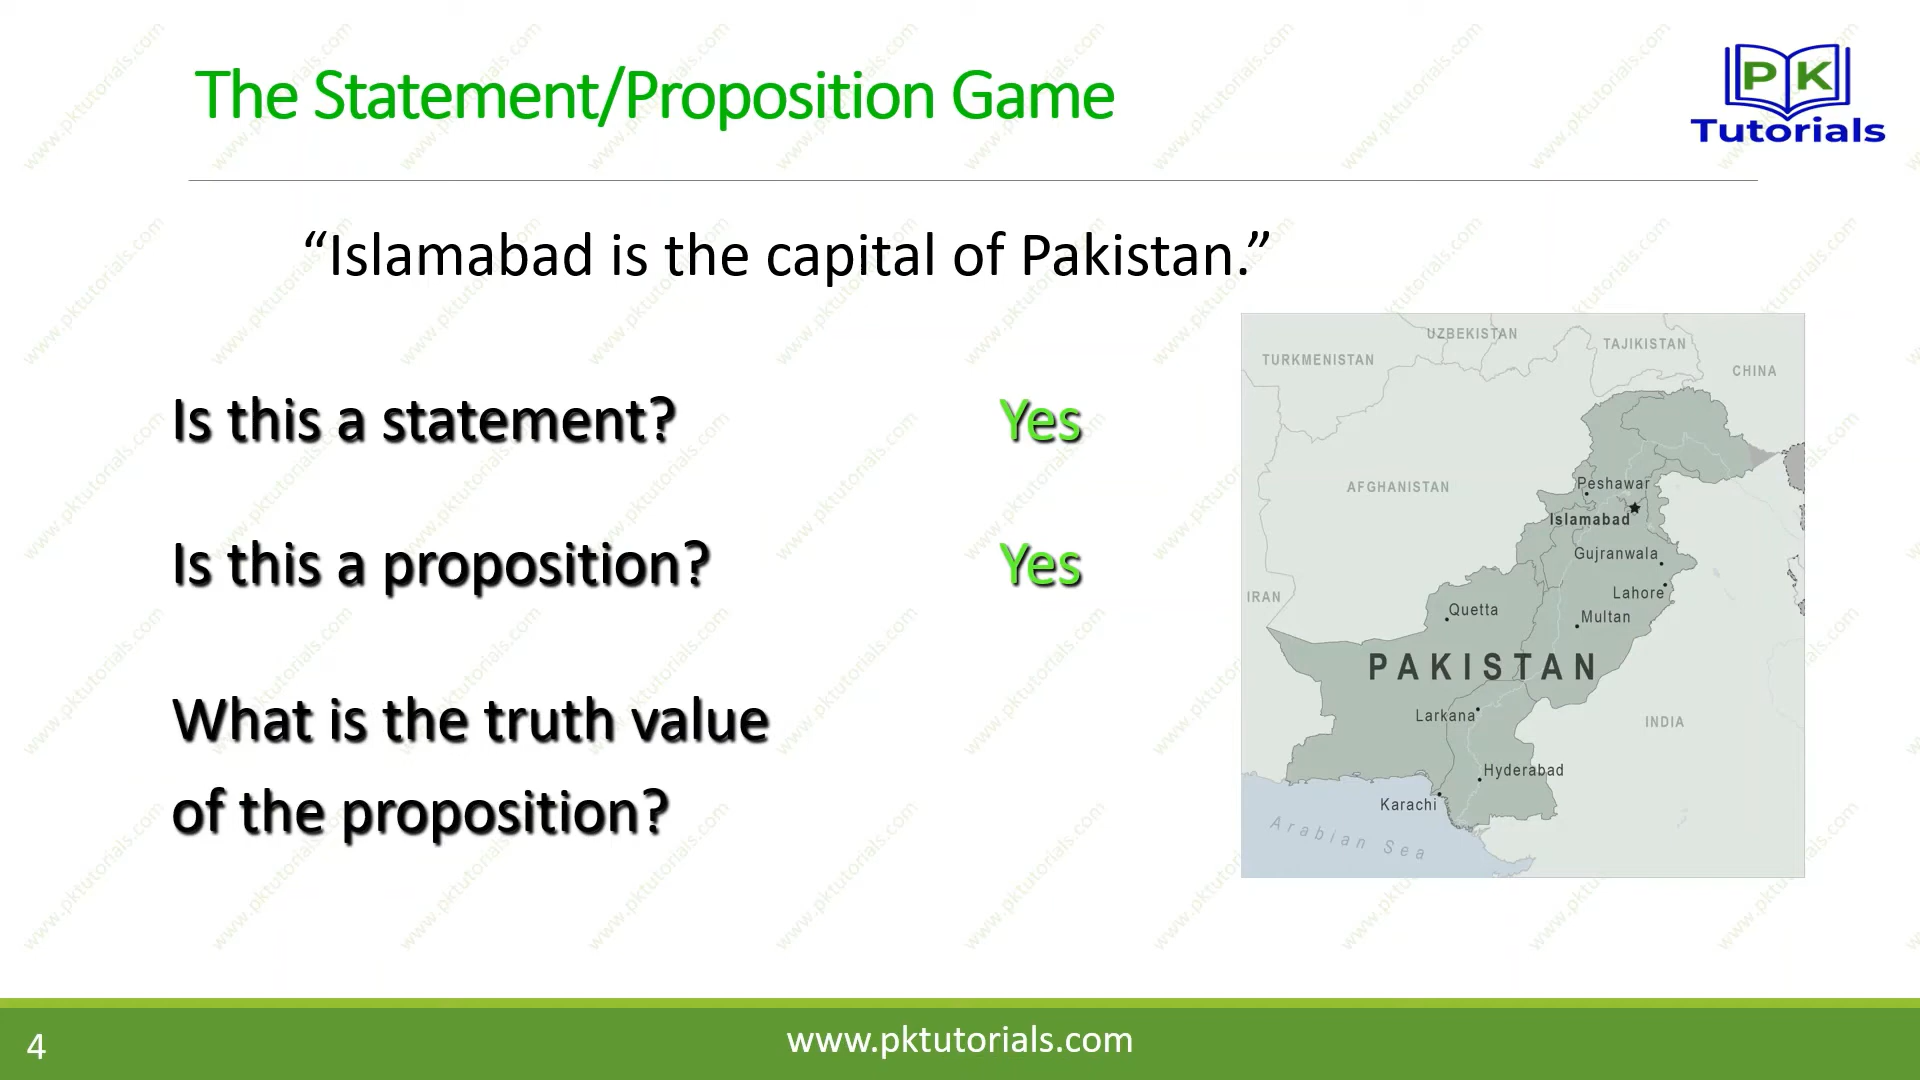 The Statement/Proposition Game
P K
Tutorials
“Islamabad is the capital of Pakistan.”
Is this a statement? Yes
Is this a proposition? Yes
What is the truth value
of the proposition?
UZBEKISTAN
TAJIKISTAN
TURKMENISTAN
CHINA
AFGHANISTAN
Peshawar
Islamabad
Gujranwala
IRAN
Lahore
Quetta
Multan
PAKISTAN
Larkana
INDIA
Hyderabad
Karachi
Arabian Sea
4
www.pktutorials.com